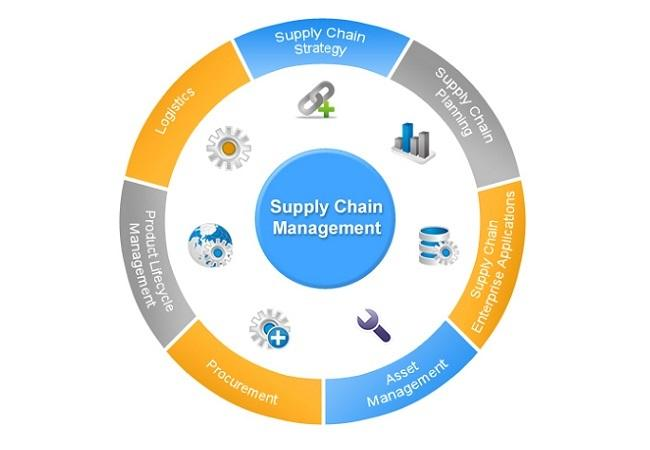 Supply Chain
Strategy
Supply Chain
Planning
Supply Chain
Enterprise Applications
Asset
Management
Procurement
Product Lifecycle
Management
Logistics
Supply Chain
Management